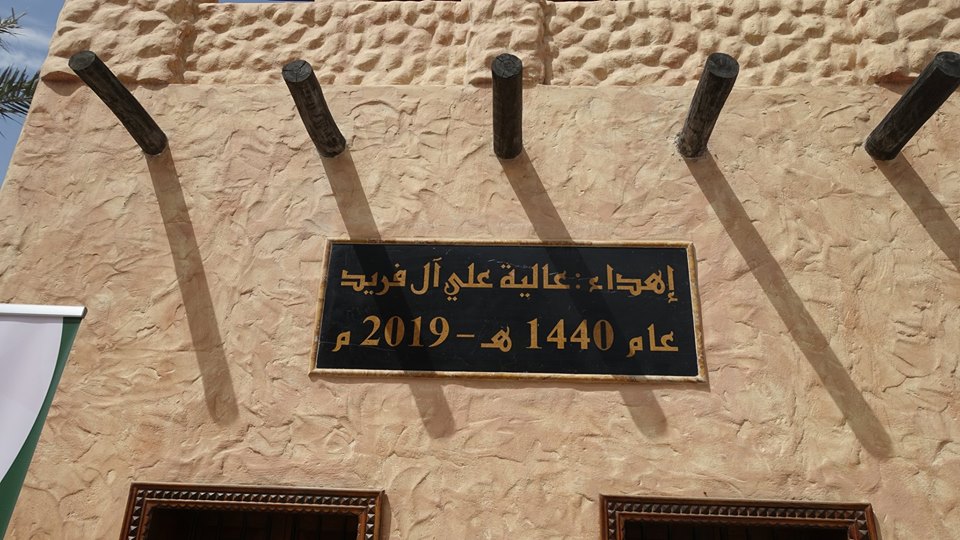 إهداء : عالية علي آل فريد
عام 1440 هـ - 2019 م